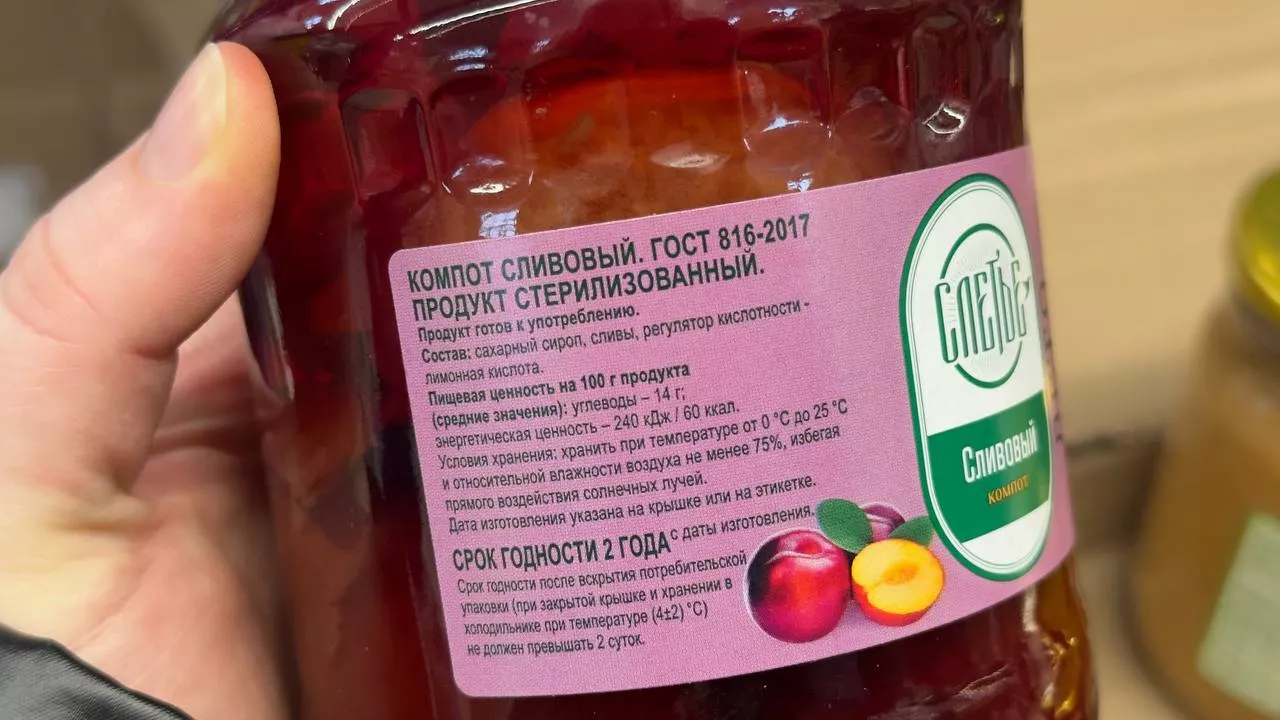 КОМПОТ СЛИВОВЫЙ. ГОСТ 816-2017
ПРОДУКТ СТЕРИЛИЗОВАННЫЙ.
Продукт готов к употреблению.
Состав: сахарный сироп, сливы, регулятор кислотности -
лимонная кислота.
Пищевая ценность на 100 г продукта
(средние значения): углеводы – 14 г;
энергетическая ценность – 240 кДж / 60 ккал.
Условия хранения: хранить при температуре от 0 °С до 25 °С
и относительной влажности воздуха не менее 75%, избегая
прямого воздействия солнечных лучей.
Дата изготовления указана на крышке или на этикетке.
СРОК ГОДНОСТИ 2 ГОДА с даты изготовления.
Срок годности после вскрытия потребительской
упаковки (при закрытой крышке и хранении в
холодильнике при температуре (4±2) °С)
не должен превышать 2 суток.
СЛЕТЬЕ
Сливовый
компот